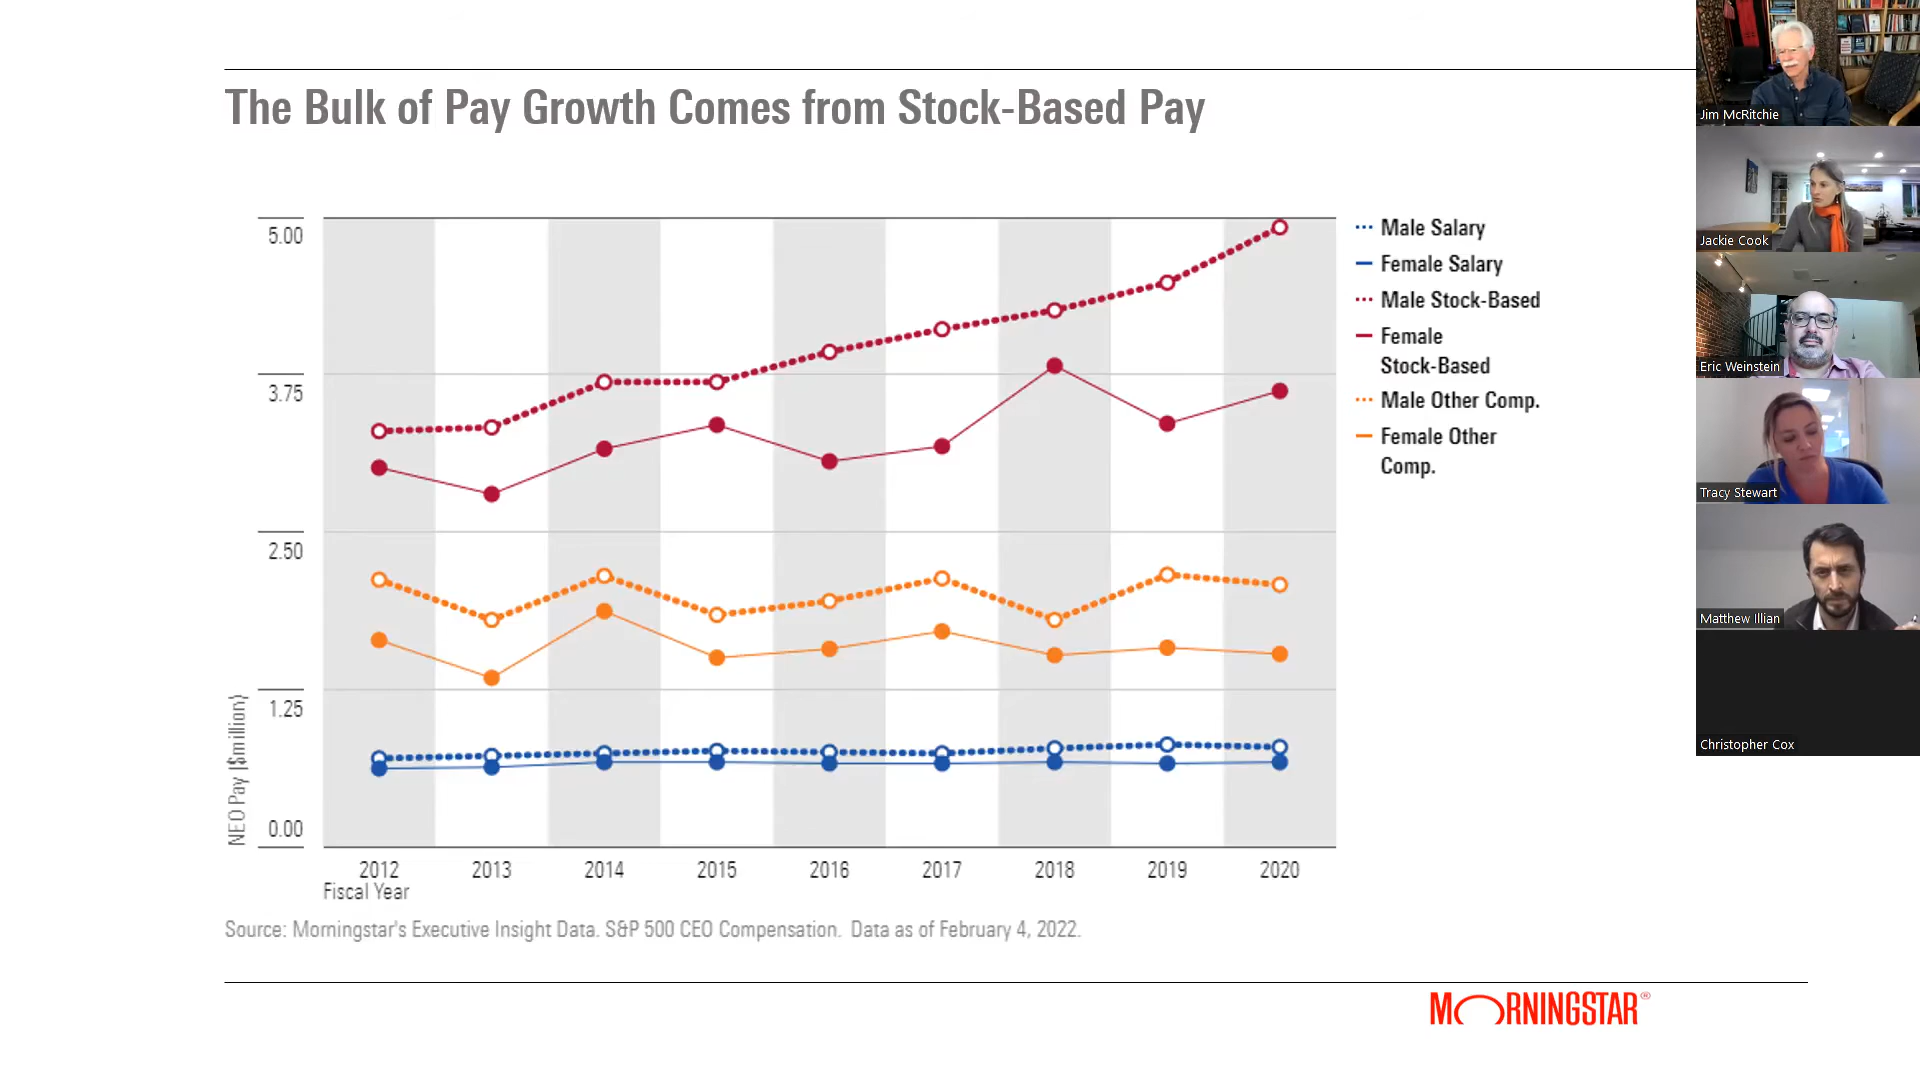 The Bulk of Pay Growth Comes from Stock-Based Pay
5.00
3.75
2.50
1.25
0.00
NEO Pay ($million)
2012 2013 2014 2015 2016 2017 2018 2019 2020
Fiscal Year
Male Salary
Female Salary
Male Stock-Based
Female
Stock-Based
Male Other Comp.
Female Other
Comp.
Source: Morningstar's Executive Insight Data. S&P 500 CEO Compensation. Data as of February 4, 2022.
MORNINGSTAR®
Jim McRitchie
Jackie Cook
Eric Weinstein
Tracy Stewart
Matthew Illian
Christopher Cox